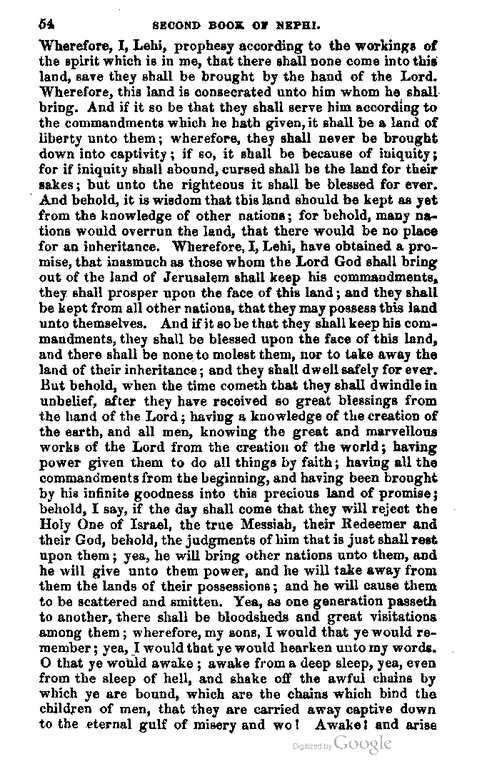 54 SECOND BOOK OF NEPHI.
Wherefore, I, Lehi, prophesy according to the workings of
the spirit which is in me, that there shall none come into this
land, save they shall be brought by the hand of the Lord.
Wherefore, this land is consecrated unto him whom he shall
bring. And if it so be that they shall serve him according to
the commandments which he hath given, it shall be a land of
liberty unto them; wherefore, they shall never be brought
down into captivity; if so, it shall be because of iniquity;
for if iniquity shall abound, cursed shall be the land for their
sakes; but unto the righteous it shall be blessed for ever.
And behold, it is wisdom that this land should be kept as yet
from the knowledge of other nations; for behold, many na-
tions would overrun the land, that there would be no place
for an inheritance. Wherefore, I, Lehi, have obtained a pro-
mise, that inasmuch as those whom the Lord God shall bring
out of the land of Jerusalem shall keep his commandments,
they shall prosper upon the face of this land; and they shall
be kept from all other nations, that they may possess this land
unto themselves. And if it so be that they shall keep his com-
mandments, they shall be blessed upon the face of this land,
and there shall be none to molest them, nor to take away the
land of their inheritance; and they shall dwell safely for ever.
But behold, when the time cometh that they shall dwindle in
unbelief, after they have received so great blessings from
the hand of the Lord; having a knowledge of the creation of
the earth, and all men, knowing the great and marvellous
works of the Lord from the creation of the world; having
power given them to do all things by faith; having all the
commandments from the beginning, and having been brought
by his infinite goodness into this precious land of promise;
behold, I say, if the day shall come that they will reject the
Holy One of Israel, the true Messiah, their Redeemer and
their God, behold, the judgments of him that is just shall rest
upon them; yea, he will bring other nations unto them, and
he will give unto them power, and he will take away from
them the lands of their possessions; and he will cause them
to be scattered and smitten. Yea, as one generation passeth
to another, there shall be bloodsheds and great visitations
among them; wherefore, my sons, I would that ye would re-
member; yea, I would that ye would hearken unto my words.
O that ye would awake; awake from a deep sleep, yea, even
from the sleep of hell, and shake off the awful chains by
which ye are bound, which are the chains which bind the
children of men, that they are carried away captive down
to the eternal gulf of misery and wo! Awake! and arise
Digitized by Google